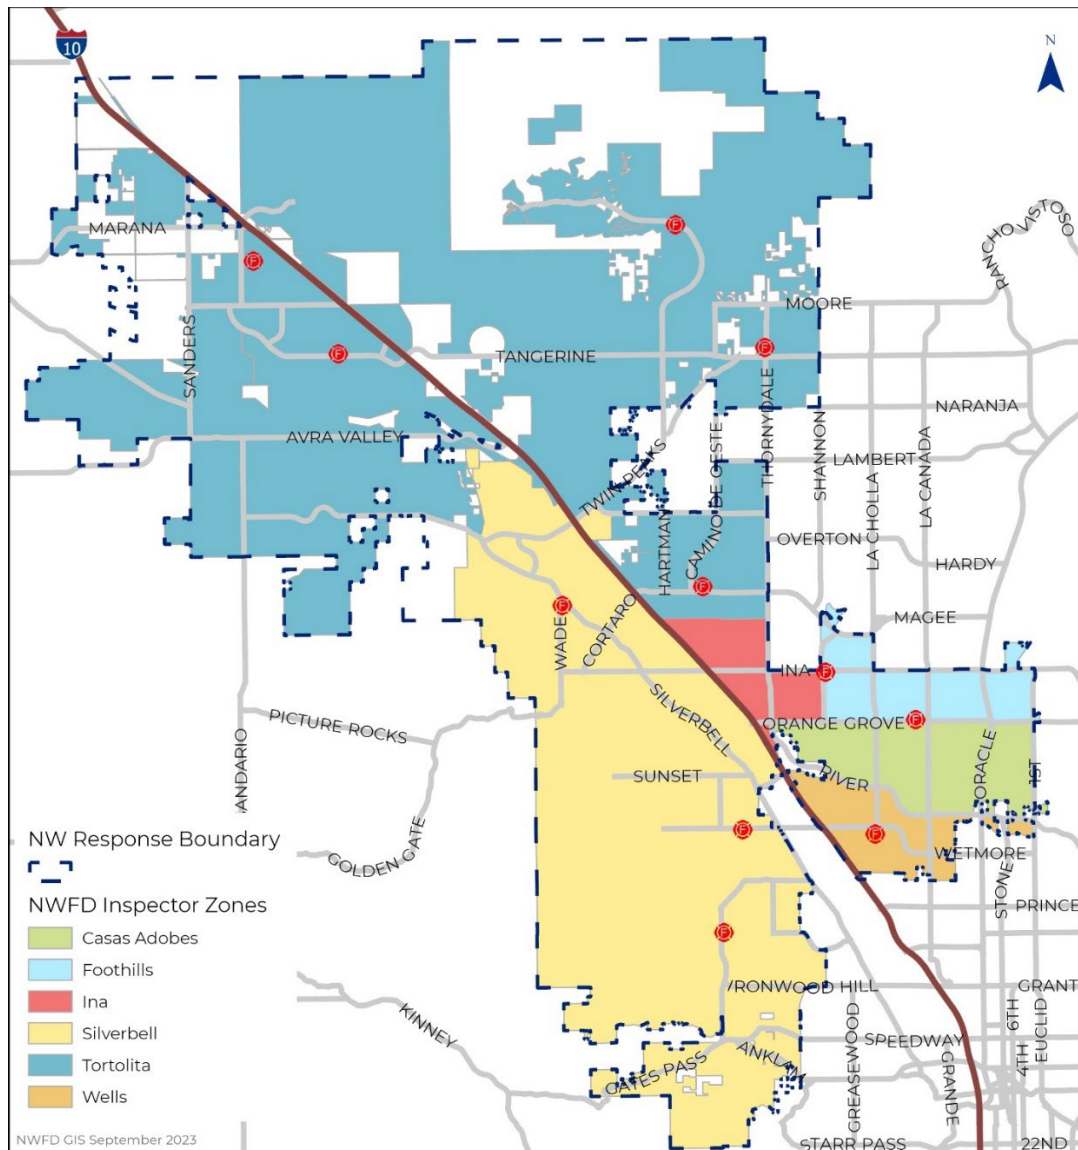 N
10
RANCHO VISTOSO
MARANA
MOORE
SANDERS
TANGERINE
THORNYDALE
NARANJA
AVRA VALLEY
CAMINO DE OESTE
SHANNON
LA CANADA
LAMBERT
TWIN PEAKS
LA CHOLLA
HARTMAN
OVERTON
HARDY
MAGEE
WADE
CORTARO
INA
SILVERBELL
ORANGE GROVE
PICTURE ROCKS
ORACLE
1ST
RIVER
SUNSET
ANDARIO
GOLDEN GATE
WETMORE
STONE
PRINCE
NW Response Boundary
NWFD Inspector Zones
Casas Adobes
Foothills
Ina
Silverbell
Tortolita
Wells
IRONWOOD HILL
GRANT
KINNEY
GREASEWOOD
SPEEDWAY
6TH
EUCLID
4TH
GRANDE
GATES PASS
ANKLAM
STARR PASS
22ND
NWFD GIS September 2023
F
F
F
F
F
F
F
F
F
F
F